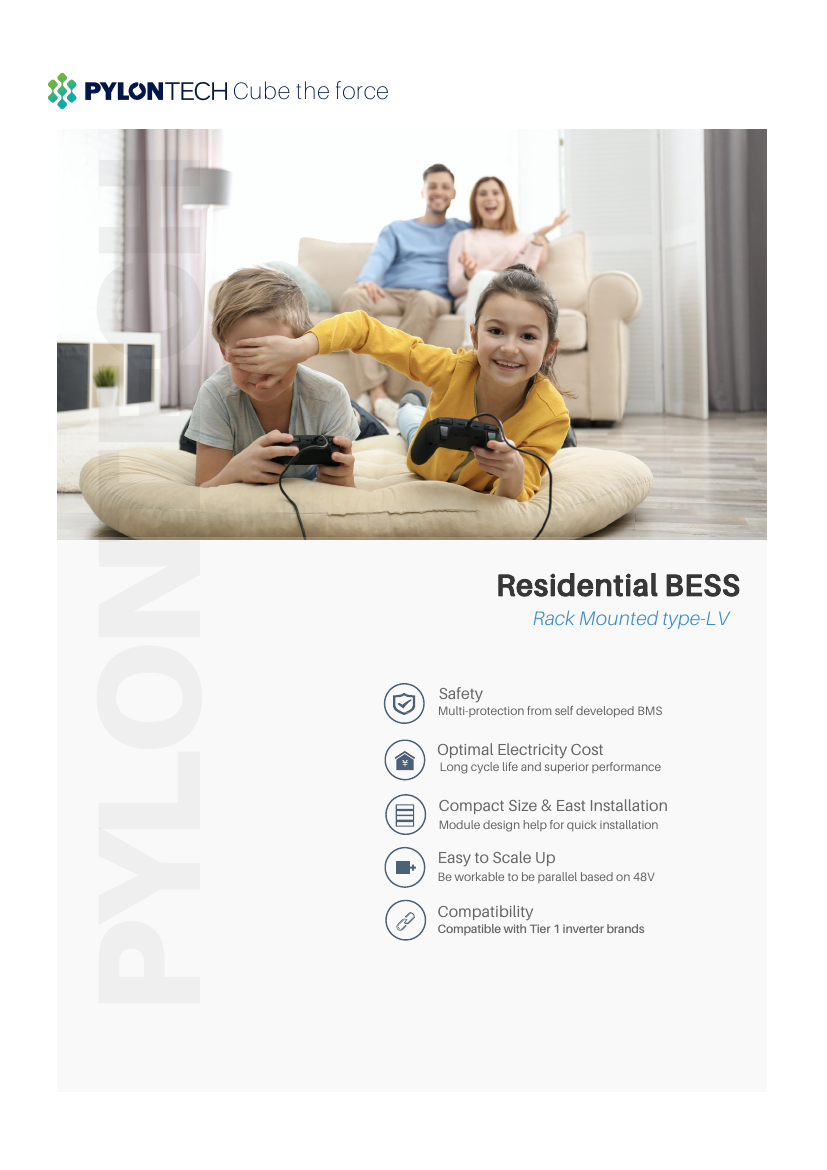 PYLONTECH Cube the force
PYLONTECH
Residential BESS
Rack Mounted type-LV
Safety
Multi-protection from self developed BMS
Optimal Electricity Cost
¥
Long cycle life and superior performance
Compact Size & East Installation
Module design help for quick installation
Easy to Scale Up
Be workable to be parallel based on 48V
Compatibility
Compatible with Tier 1 inverter brands